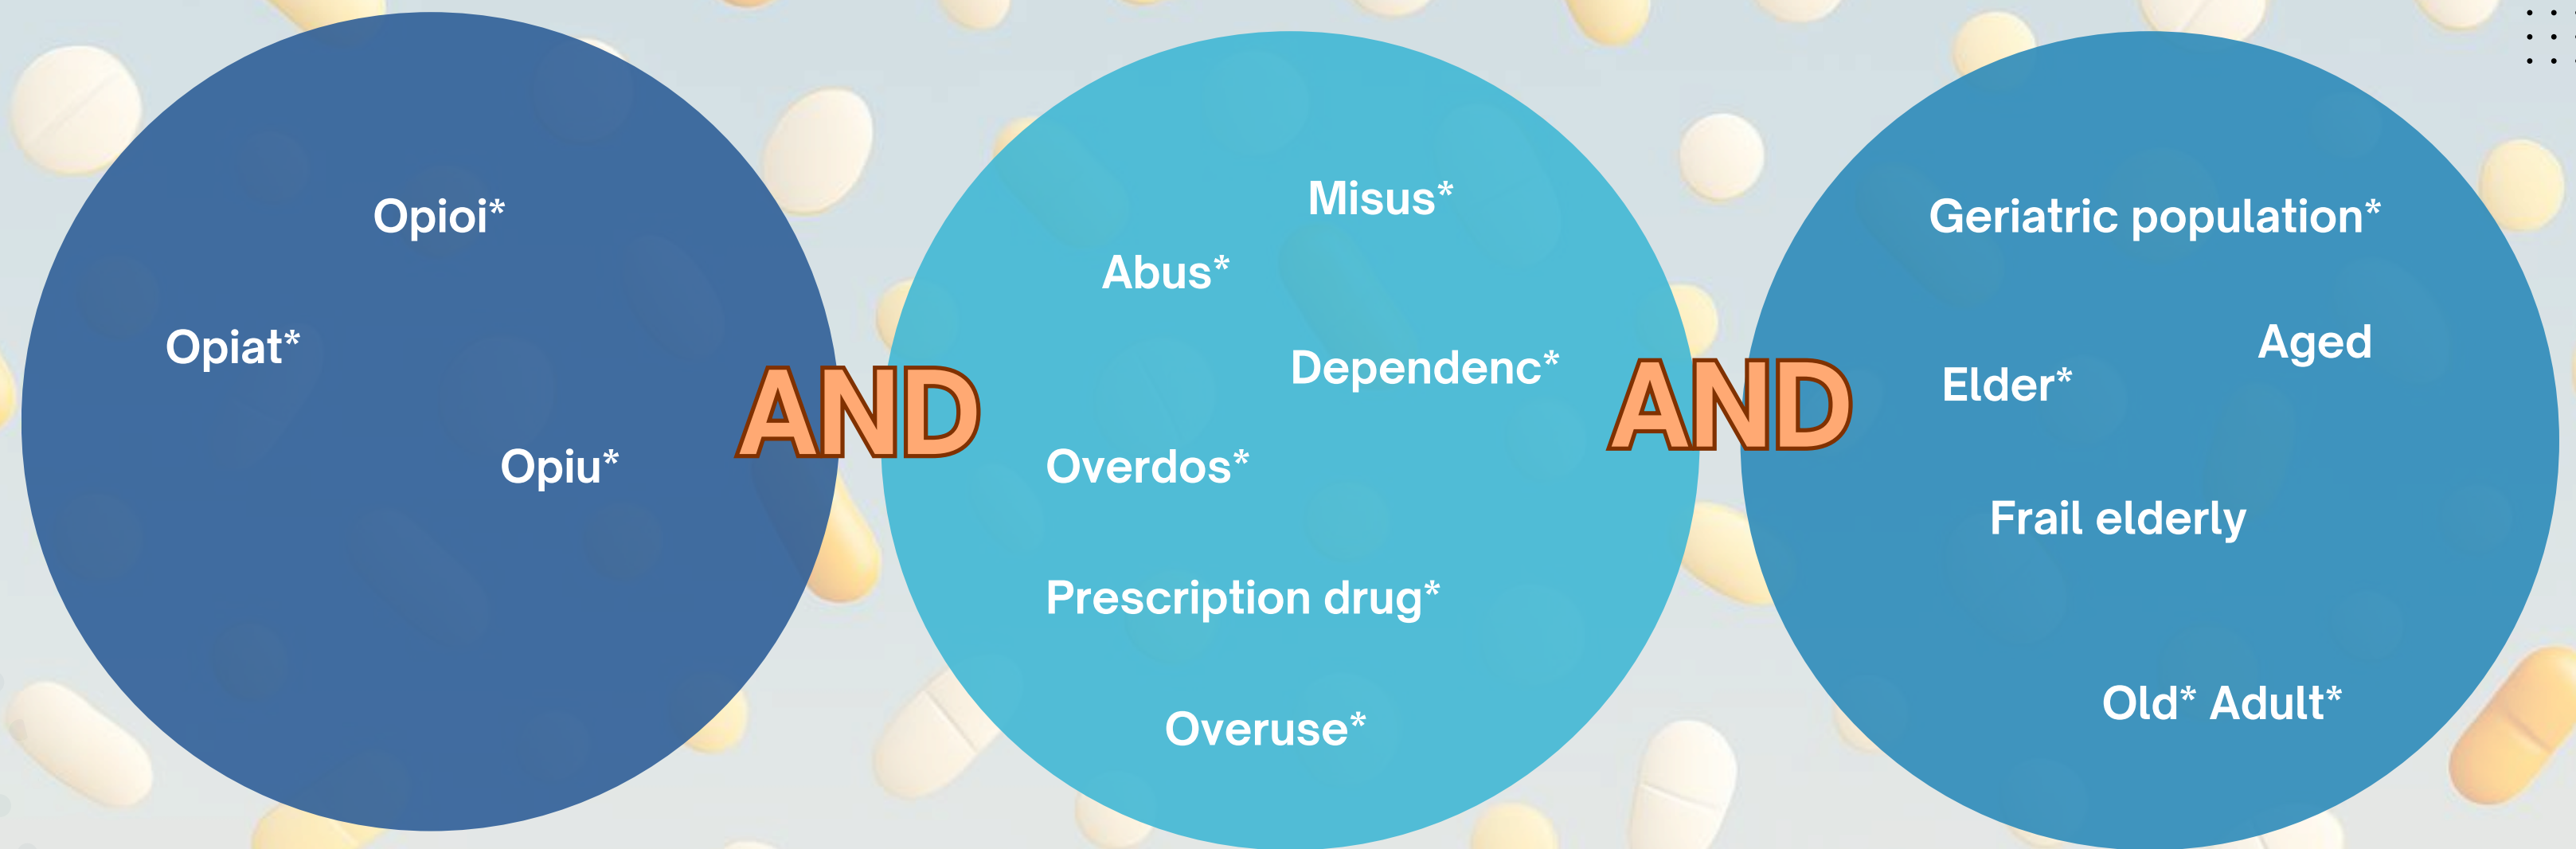 Opioi*
Opiat*
Opiu*
AND
Misus*
Abus*
Dependenc*
Overdos*
Prescription drug*
Overuse*
AND
Geriatric population*
Aged
Elder*
Frail elderly
Old* Adult*